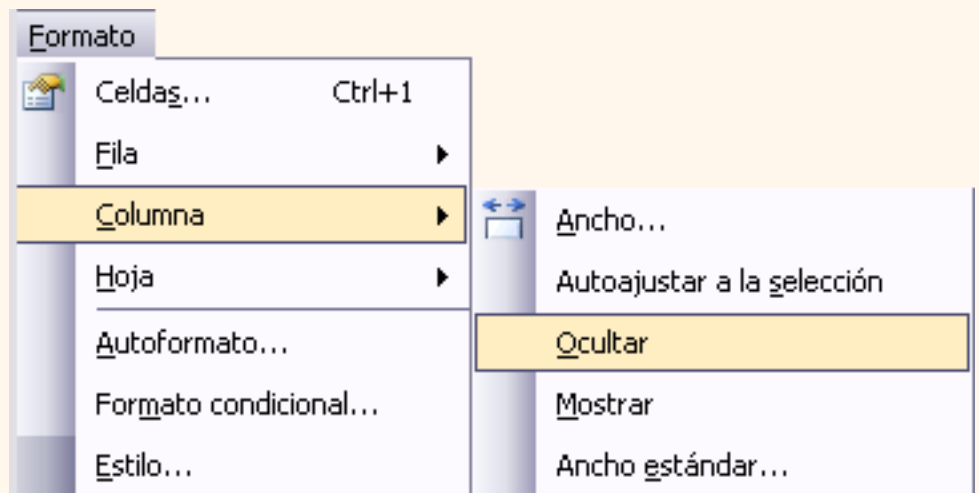 Formato
Celdas... Ctrl+1
Fila
Columna
Hoja
Autoformato...
Formato condicional...
Estilo...
Ancho...
Autoajustar a la selección
Ocultar
Mostrar
Ancho estándar...